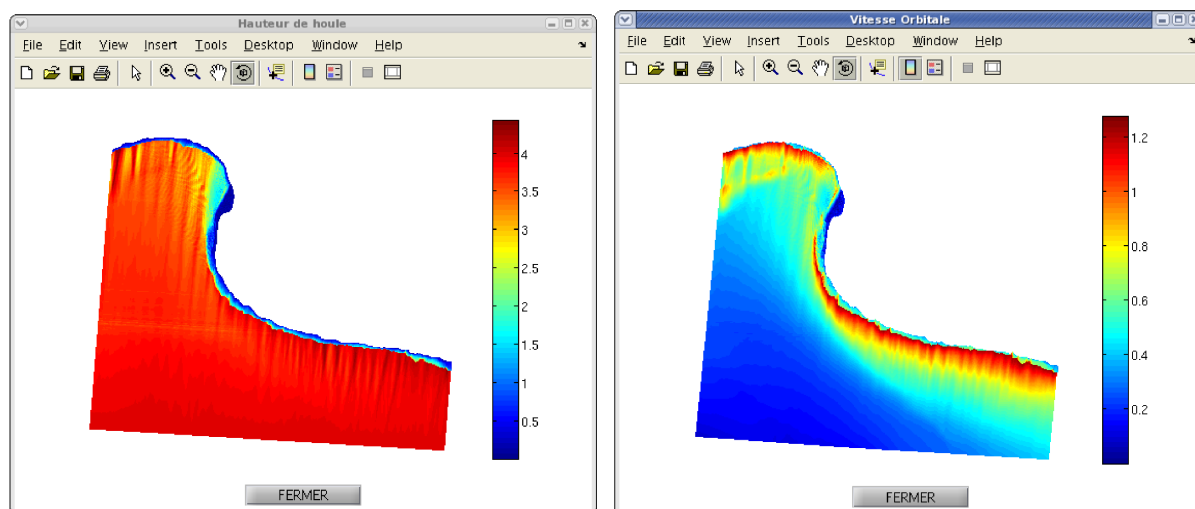 Hauteur de houle
File Edit View Insert Tools Desktop Window Help
4
3.5
3
2.5
2
1.5
1
0.5
FERMER
Vitesse Orbitale
File Edit View Insert Tools Desktop Window Help
1.2
1
0.8
0.6
0.4
0.2
FERMER